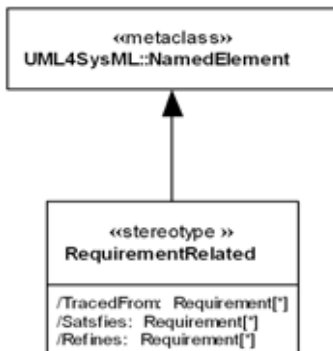 «metaclass»
UML4SysML::NamedElement
«stereotype »
RequirementRelated
/TracedFrom: Requirement[*]
/Satsfies: Requirement[*]
/Refines: Requirement[*]